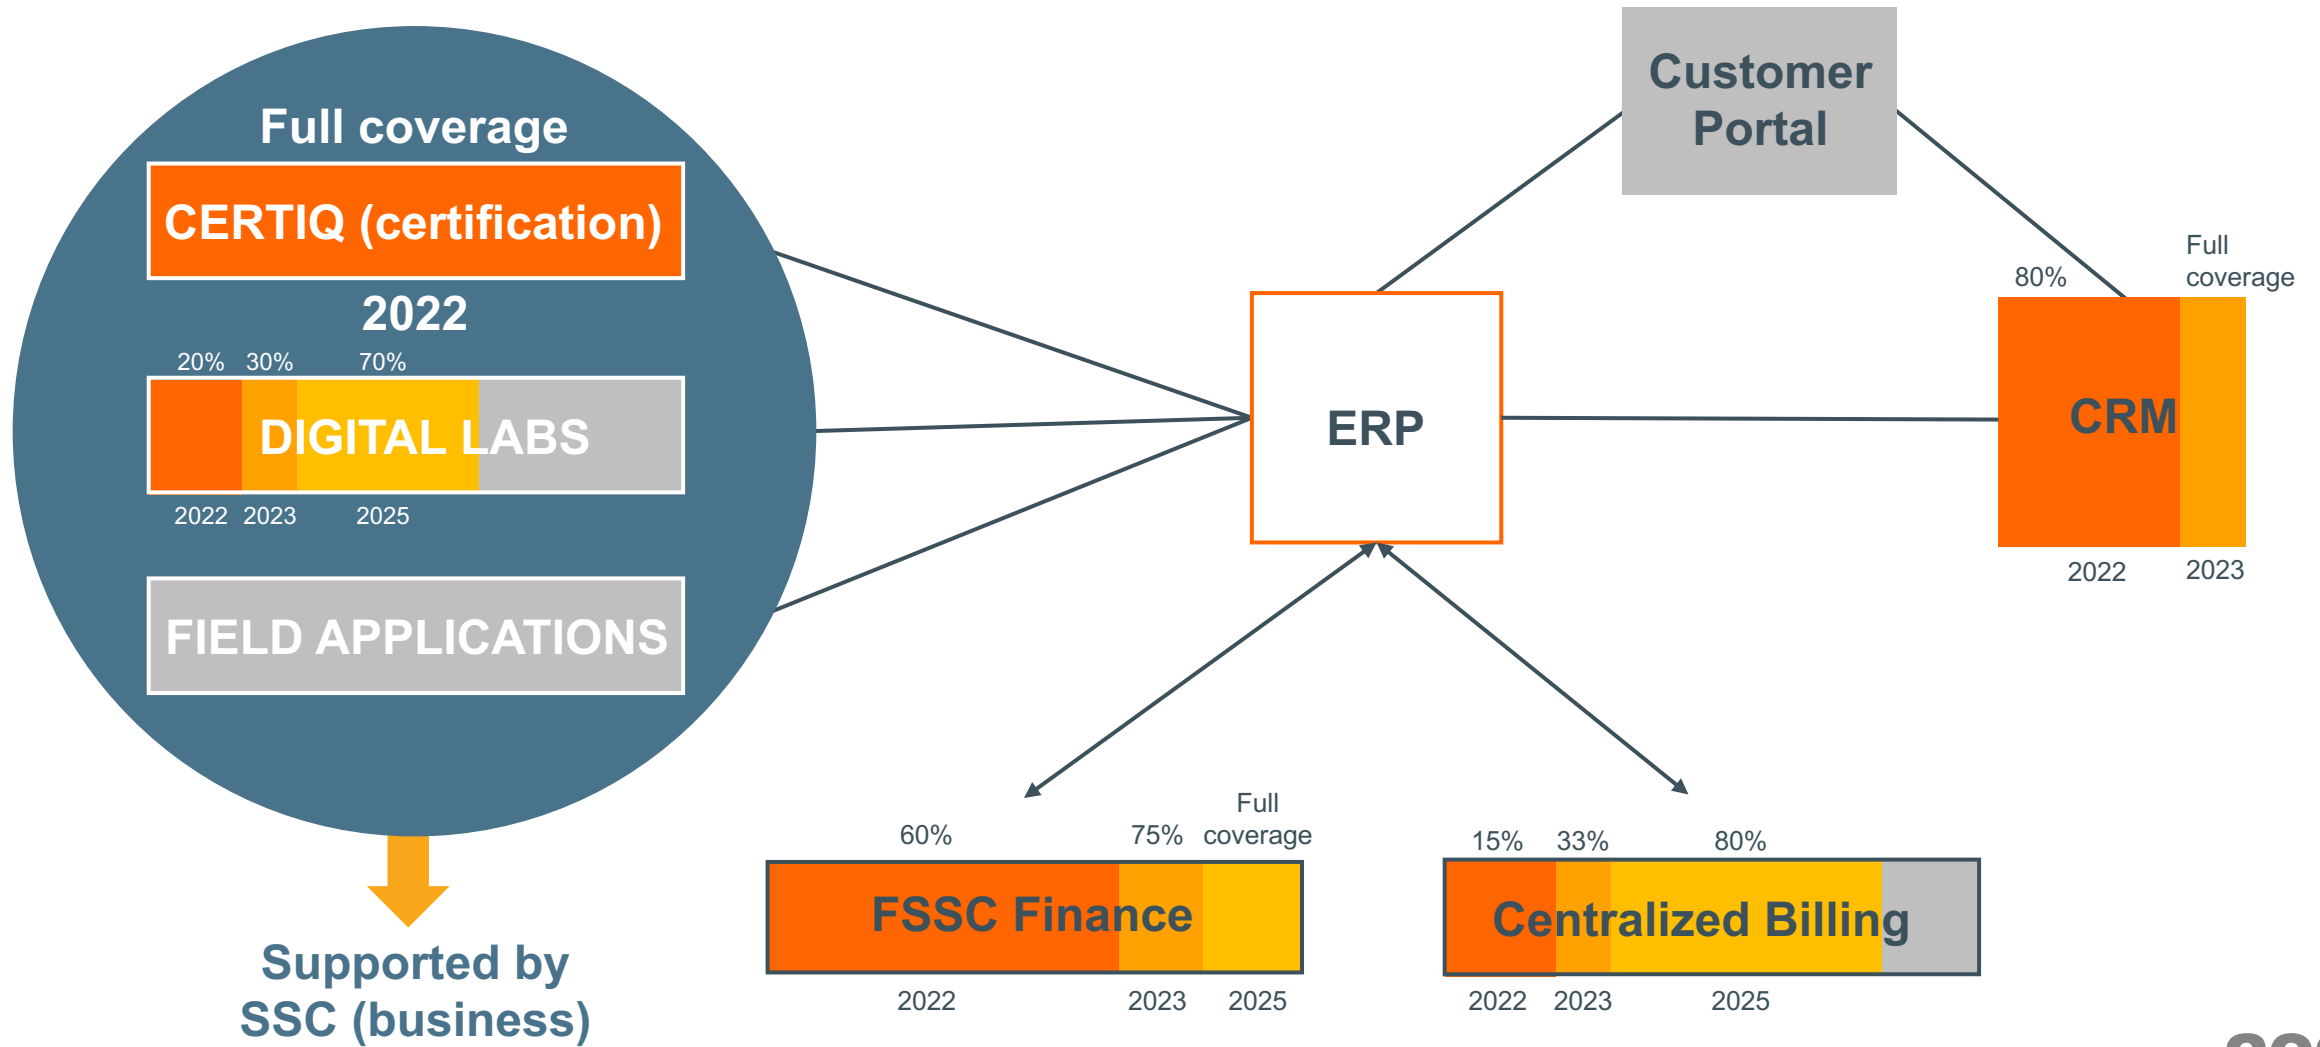 Full coverage
CERTIQ (certification)
2022
20% 30% 70%
DIGITAL LABS
2022 2023 2025
FIELD APPLICATIONS
Supported by
SSC (business)
Customer
Portal
ERP
80%
Full
coverage
CRM
2022 2023
60% 75% Full
coverage
FSSC Finance
2022 2023 2025
15% 33% 80%
Centralized Billing
2022 2023 2025